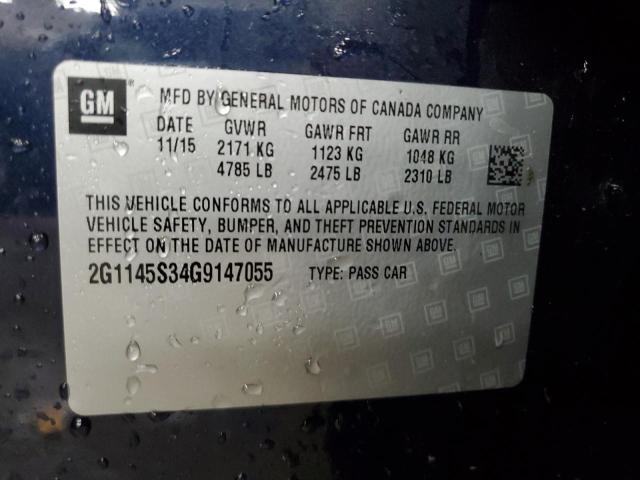 GM ® MFD BY GENERAL MOTORS OF CANADA COMPANY
DATE GVWR GAWR FRT GAWR RR
11/15 2171 KG 1123 KG 1048 KG
4785 LB 2475 LB 2310 LB
THIS VEHICLE CONFORMS TO ALL APPLICABLE U.S. FEDERAL MOTOR
VEHICLE SAFETY, BUMPER, AND THEFT PREVENTION STANDARDS IN
EFFECT ON THE DATE OF MANUFACTURE SHOWN ABOVE.
2G1145S34G9147055 TYPE: PASS CAR